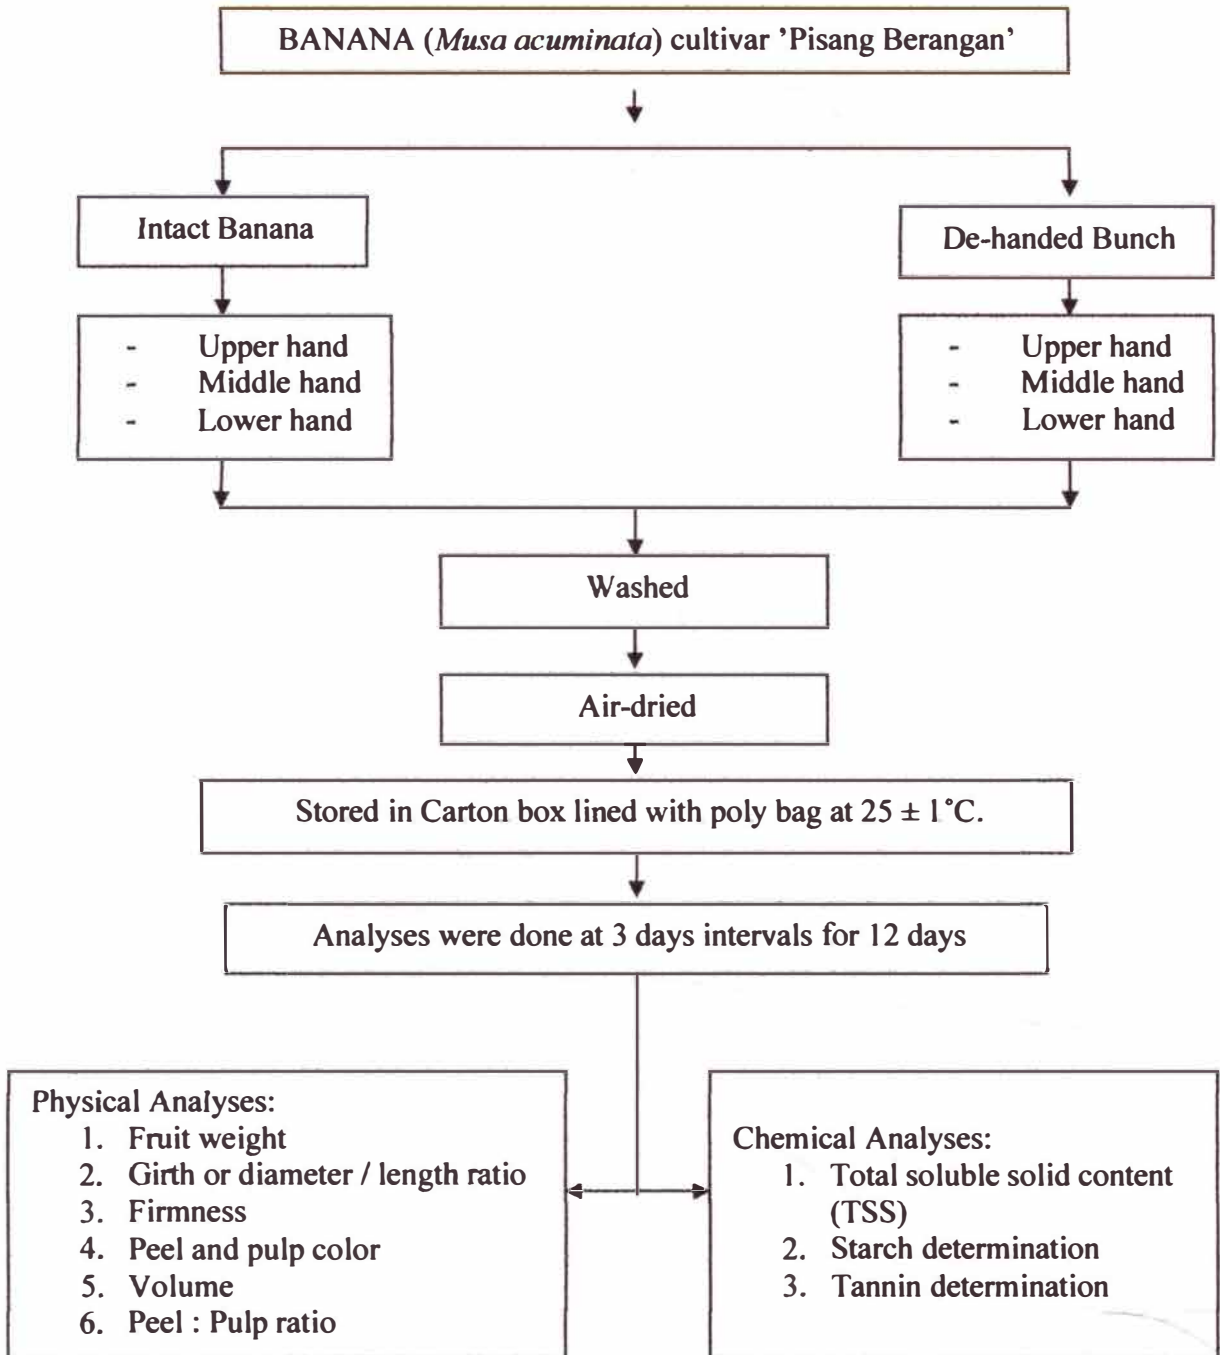 BANANA (Musa acuminata) cultivar 'Pisang Berangan'
Intact Banana
De-handed Bunch
- Upper hand
- Middle hand
- Lower hand
- Upper hand
- Middle hand
- Lower hand
Washed
Air-dried
Stored in Carton box lined with poly bag at 25 ± 1°C.
Analyses were done at 3 days intervals for 12 days
Physical Analyses:
1. Fruit weight
2. Girth or diameter / length ratio
3. Firmness
4. Peel and pulp color
5. Volume
6. Peel : Pulp ratio
Chemical Analyses:
1. Total soluble solid content
(TSS)
2. Starch determination
3. Tannin determination